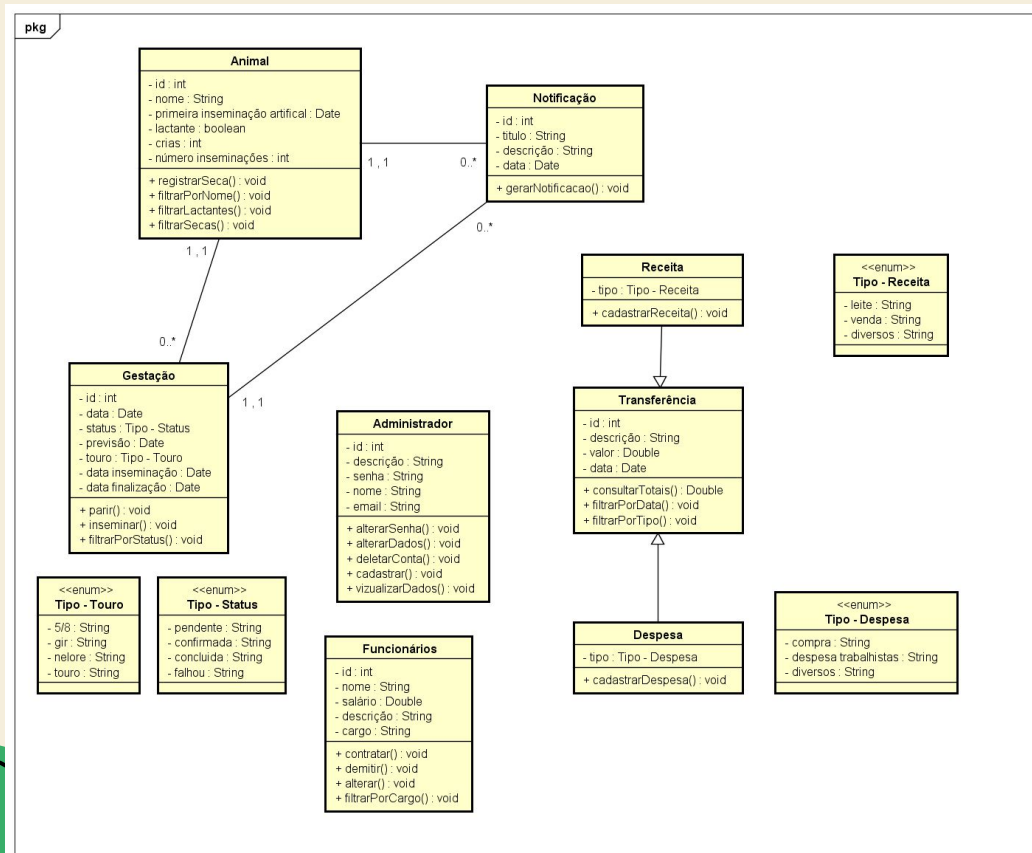 pkg
Animal
- id : int
- nome : String
- primeira inseminação artifical : Date
- lactante : boolean
- crias : int
- número inseminações : int
+ registrarSeca() : void
+ filtrarPorNome() : void
+ filtrarLactantes() : void
+ filtrarSecas() : void
Notificação
- id : int
- titulo : String
- descrição : String
- data : Date
+ gerarNotificacao() : void
1 , 1
0..*
1 , 1
0..*
0..*
1 , 1
Gestação
- id : int
- data : Date
- status : Tipo - Status
- previsão : Date
- touro : Tipo - Touro
- data inseminação : Date
- data finalização : Date
+ parir() : void
+ inseminar() : void
+ filtrarPorStatus() : void
Receita
- tipo : Tipo - Receita
+ cadastrarReceita() : void
<<enum>>
Tipo - Receita
- leite : String
- venda : String
- diversos : String
Transferência
- id : int
- descrição : String
- valor : Double
- data : Date
+ consultarTotais() : Double
+ filtrarPorData() : void
+ filtrarPorTipo() : void
Administrador
- id : int
- descrição : String
- senha : String
- nome : String
- email : String
+ alterarSenha() : void
+ alterarDados() : void
+ deletarConta() : void
+ cadastrar() : void
+ vizualizarDados() : void
<<enum>>
Tipo - Touro
- 5/8 : String
- gir : String
- nelore : String
- touro : String
<<enum>>
Tipo - Status
- pendente : String
- confirmada : String
- concluida : String
- falhou : String
Funcionários
- id : int
- nome : String
- salário : Double
- descrição : String
- cargo : String
+ contratar() : void
+ demitir() : void
+ alterar() : void
+ filtrarPorCargo() : void
Despesa
- tipo : Tipo - Despesa
+ cadastrarDespesa() : void
<<enum>>
Tipo - Despesa
- compra : String
- despesa trabalhistas : String
- diversos : String